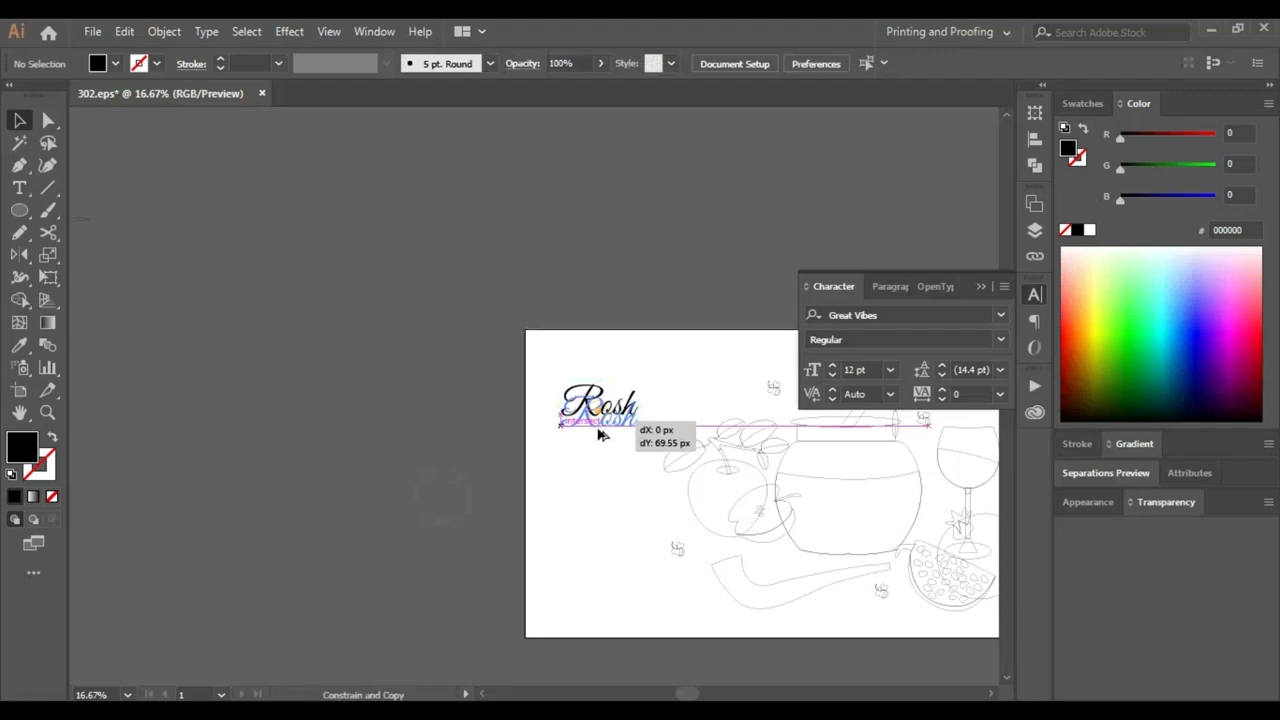 Ai File Edit Object Type Select Effect View Window Help Printing and Proofing Search Adobe Stock
No Selection Stroke: 5 pt. Round Opacity: 100% Style: Document Setup Preferences
302.eps* @ 16.67% (RGB/Preview)
Swatches Color
R 0
G 0
B 0
# 000000
Character Paragrap OpenTy
Great Vibes
Regular
12 pt (14.4 pt)
Auto 0
Rosh
Rosh
intersect
dX: 0 px
dY: 69.55 px
Stroke Gradient
Separations Preview Attributes
Appearance Transparency
16.67% 1 Constrain and Copy